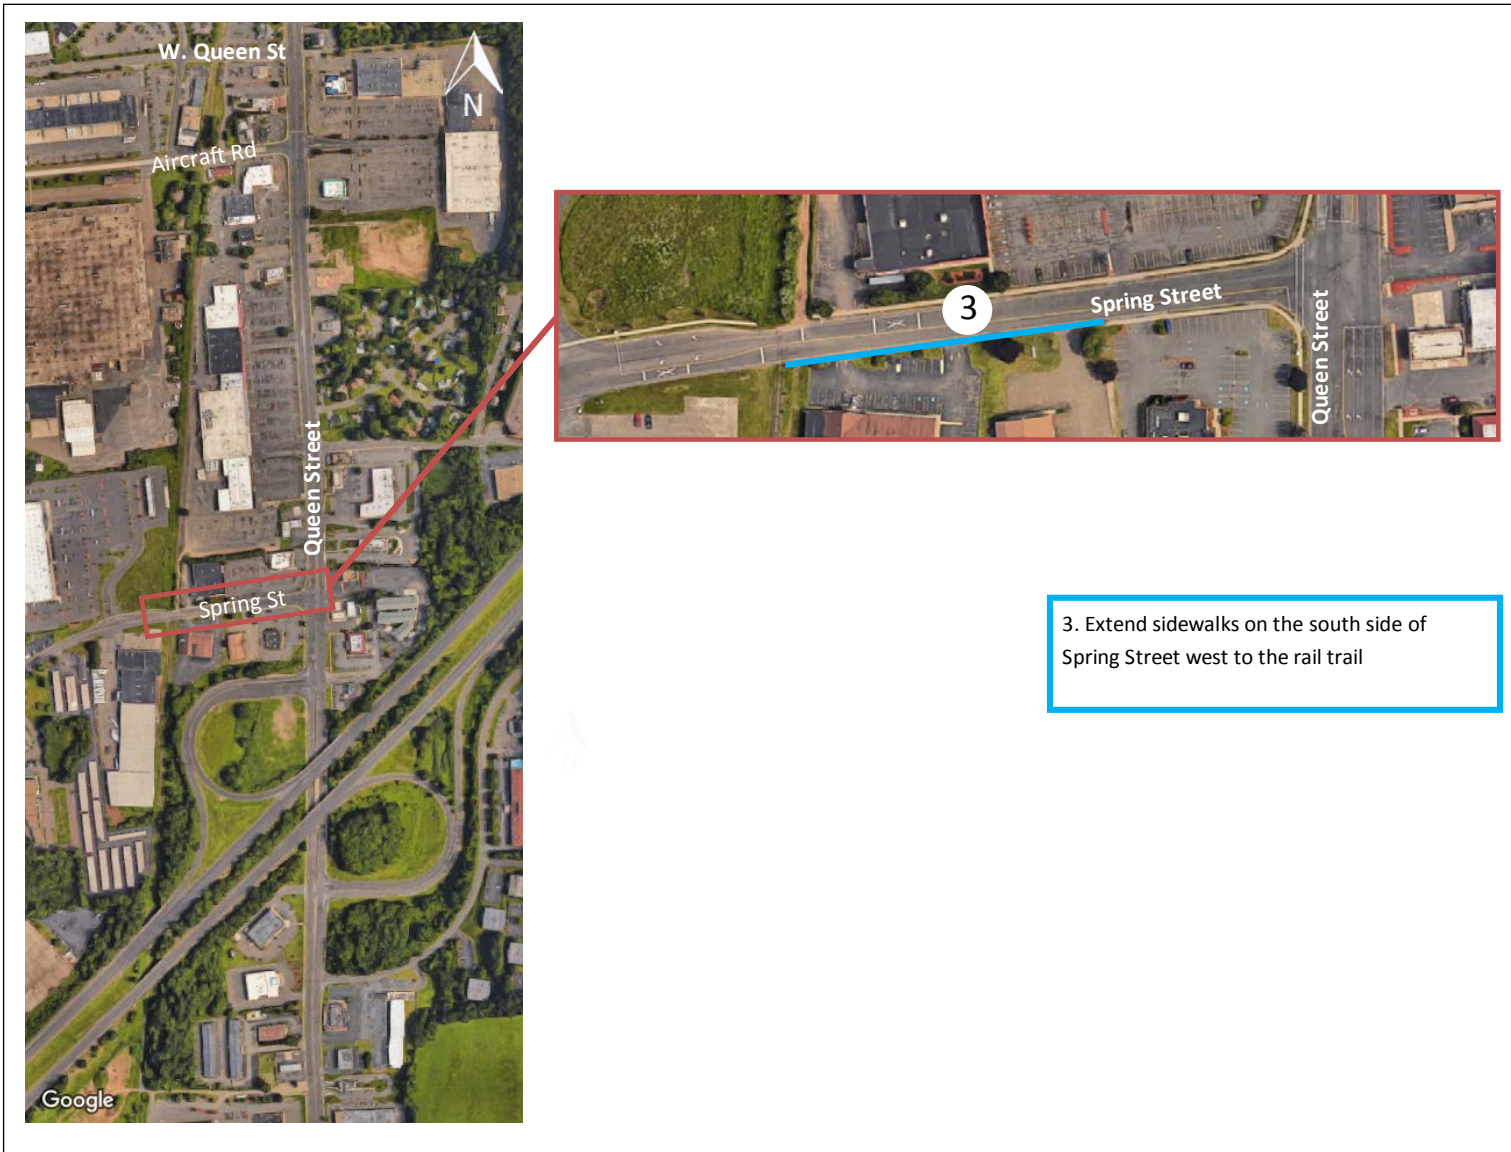 W. Queen St
N
Aircraft Rd
Queen Street
Spring St
Google
3
Spring Street
Queen Street
3. Extend sidewalks on the south side of
Spring Street west to the rail trail
N